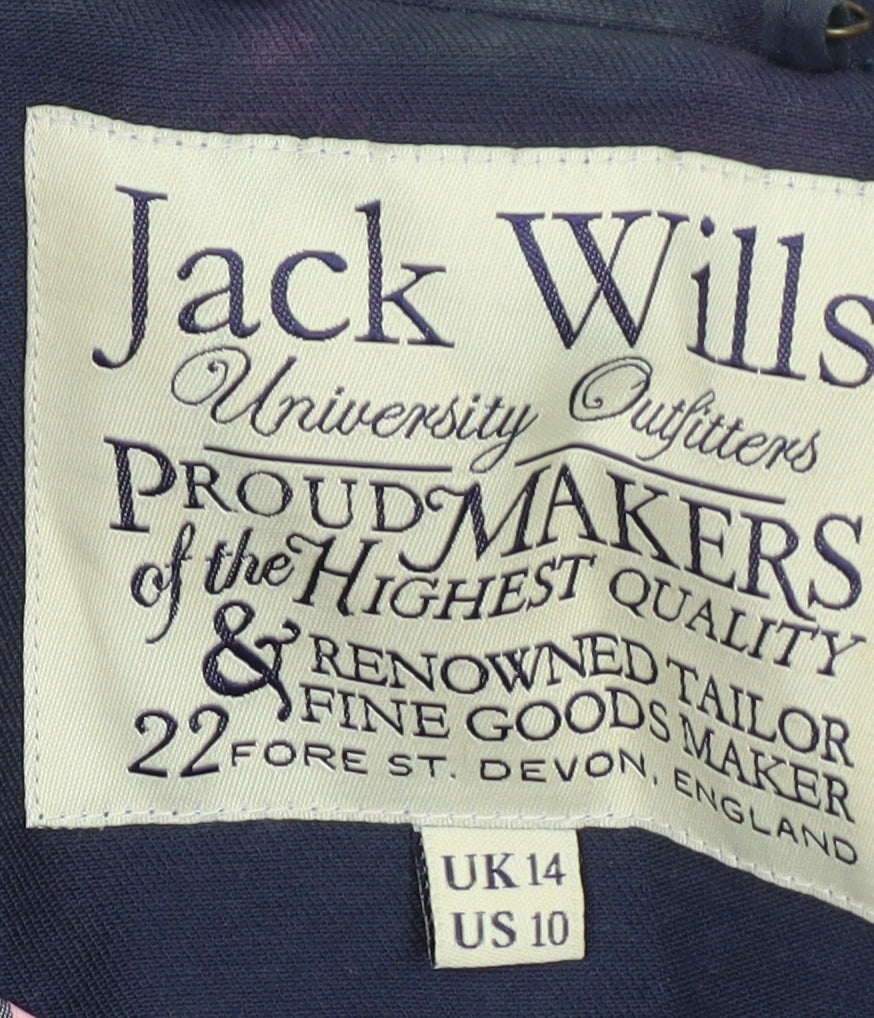 Jack Wills
University Outfitters
PROUD MAKERS
of the HIGHEST QUALITY
& RENOWNED TAILOR
FINE GOODS MAKER
22 FORE ST. DEVON, ENGLAND
UK 14
US 10